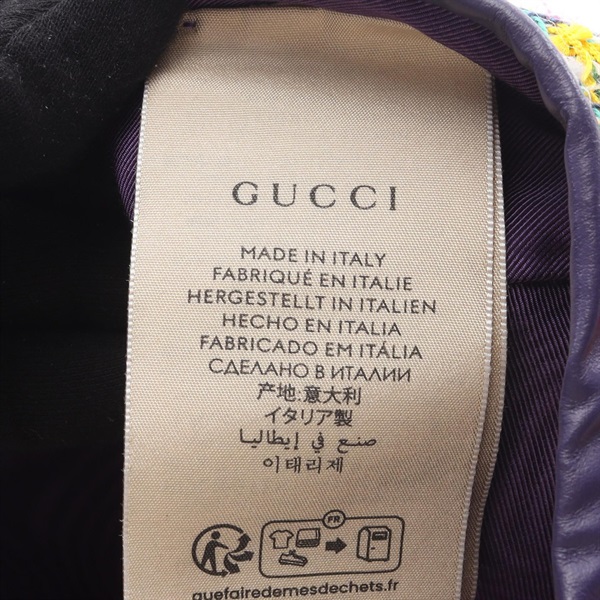 GUCCI
MADE IN ITALY
FABRIQUÉ EN ITALIE
HERGESTELLT IN ITALIEN
HECHO EN ITALIA
FABRICADO EM ITÁLIA
СДЕЛАНО В ИТАЛИИ
产地:意大利
イタリア製
صنع في إيطاليا
이태리제
FR
quefairedemesdechets.fr